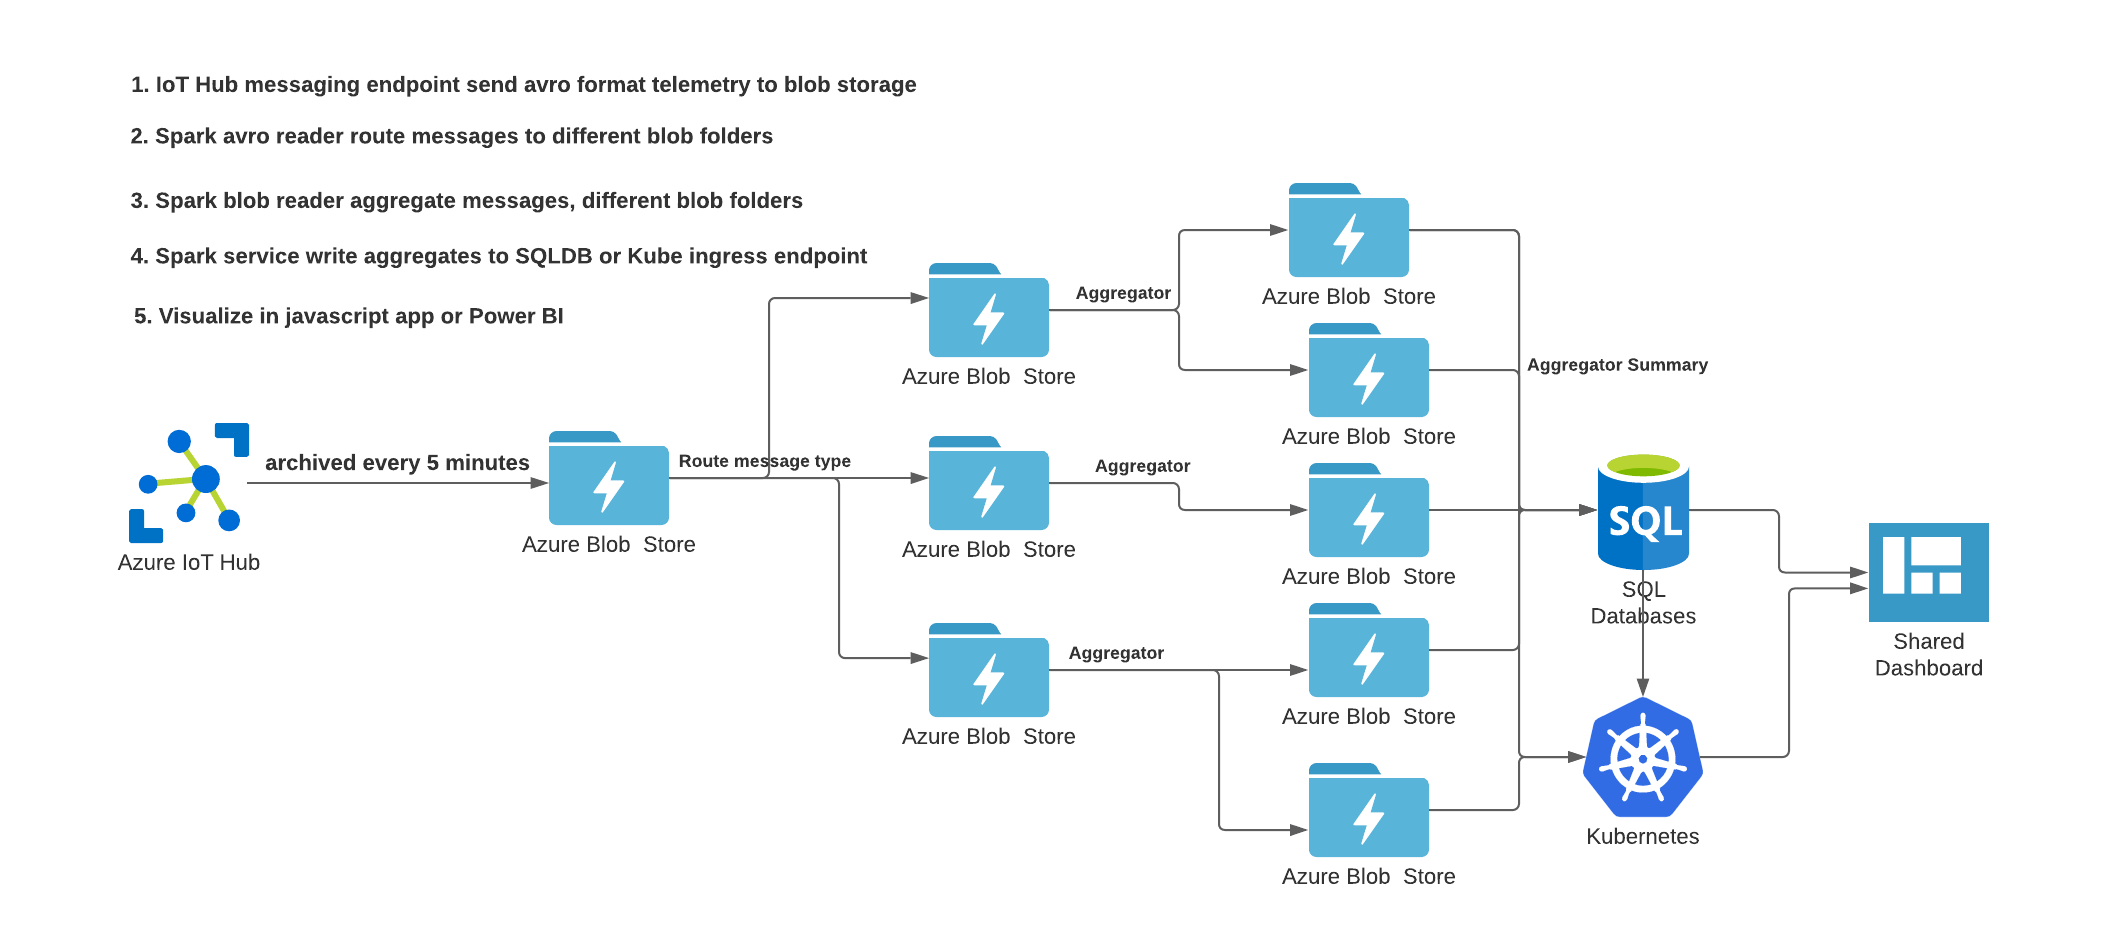 1. IoT Hub messaging endpoint send avro format telemetry to blob storage
2. Spark avro reader route messages to different blob folders
3. Spark blob reader aggregate messages, different blob folders
4. Spark service write aggregates to SQLDB or Kube ingress endpoint
5. Visualize in javascript app or Power BI
Azure IoT Hub
archived every 5 minutes
Azure Blob Store
Route message type
Azure Blob Store
Azure Blob Store
Azure Blob Store
Aggregator
Aggregator
Aggregator
Azure Blob Store
Azure Blob Store
Azure Blob Store
Azure Blob Store
Azure Blob Store
Aggregator Summary
SQL
SQL
Databases
Kubernetes
Shared
Dashboard